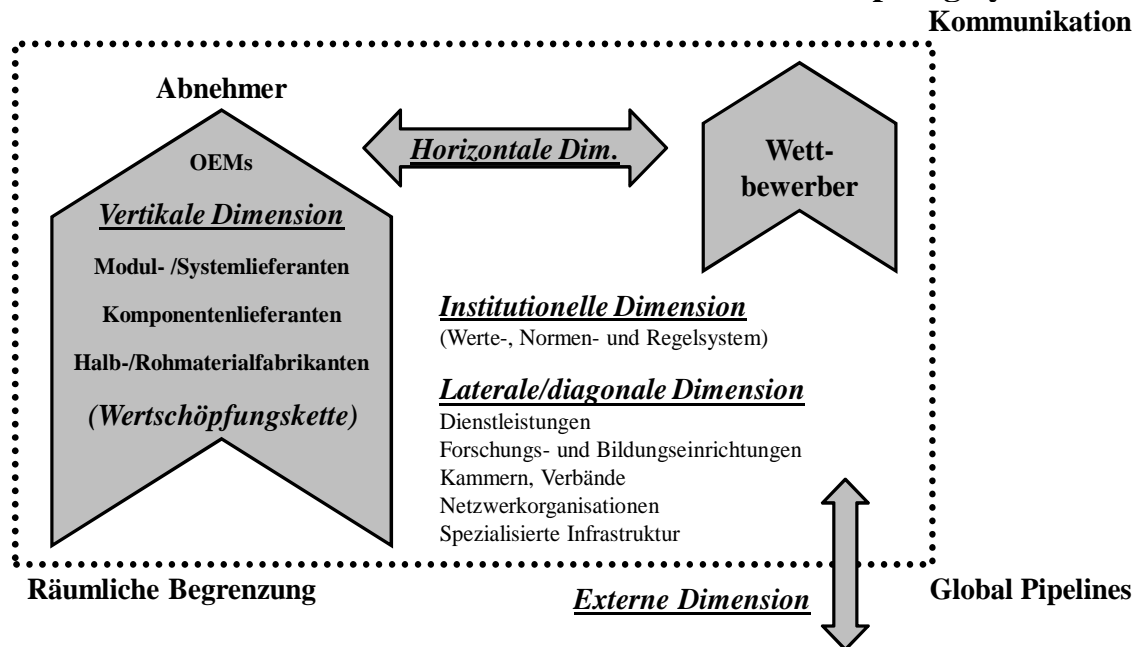 Kommunikation
Abnehmer
OEMs
Vertikale Dimension
Modul- /Systemlieferanten
Komponentenlieferanten
Halb-/Rohmaterialfabrikanten
(Wertschöpfungskette)
Horizontale Dim.
Wett-
bewerber
Institutionelle Dimension
(Werte-, Normen- und Regelsystem)
Laterale/diagonale Dimension
Dienstleistungen
Forschungs- und Bildungseinrichtungen
Kammern, Verbände
Netzwerkorganisationen
Spezialisierte Infrastruktur
Räumliche Begrenzung
Externe Dimension
Global Pipelines